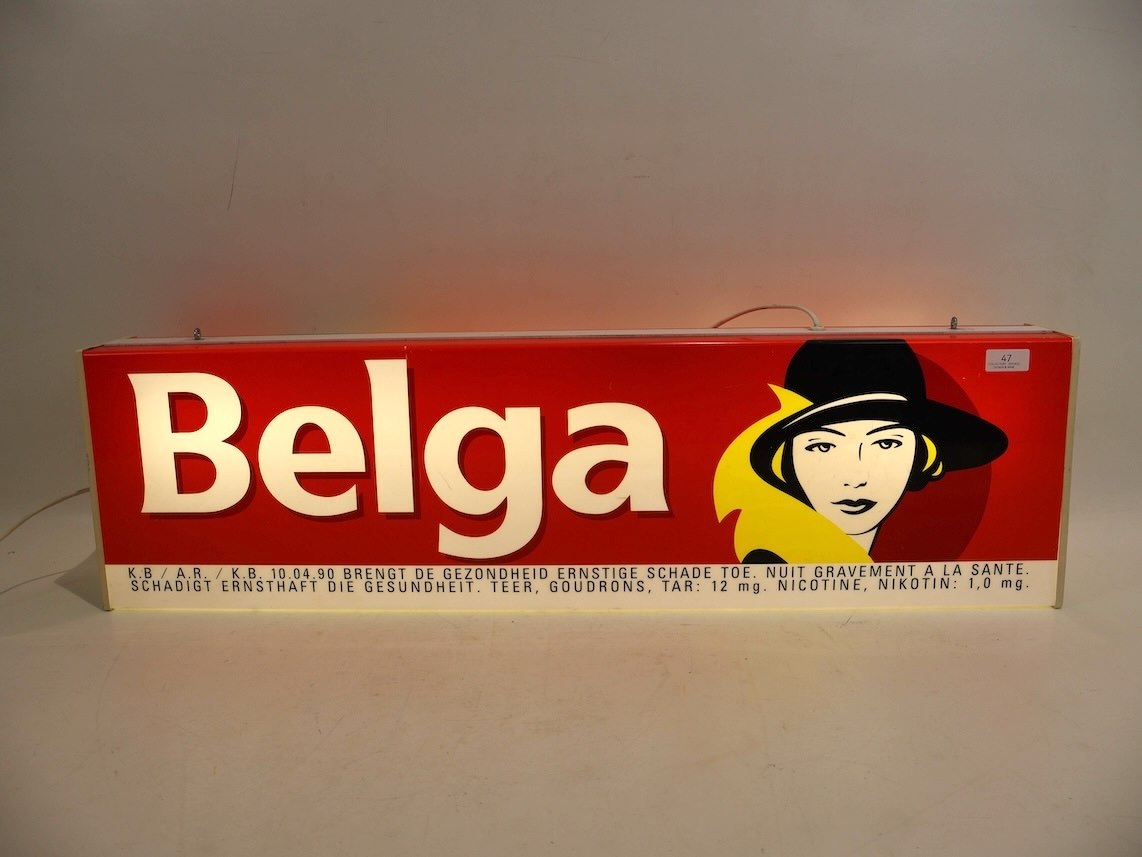 Belga
47
K.B / A.R. / K.B. 10.04.90 BRENGT DE GEZONDHEID ERNSTIGE SCHADE TOE. NUIT GRAVEMENT A LA SANTE.
SCHADIGT ERNSTHAFT DIE GESUNDHEIT. TEER, GOUDRONS, TAR: 12 mg. NICOTINE, NIKOTIN: 1,0 mg.